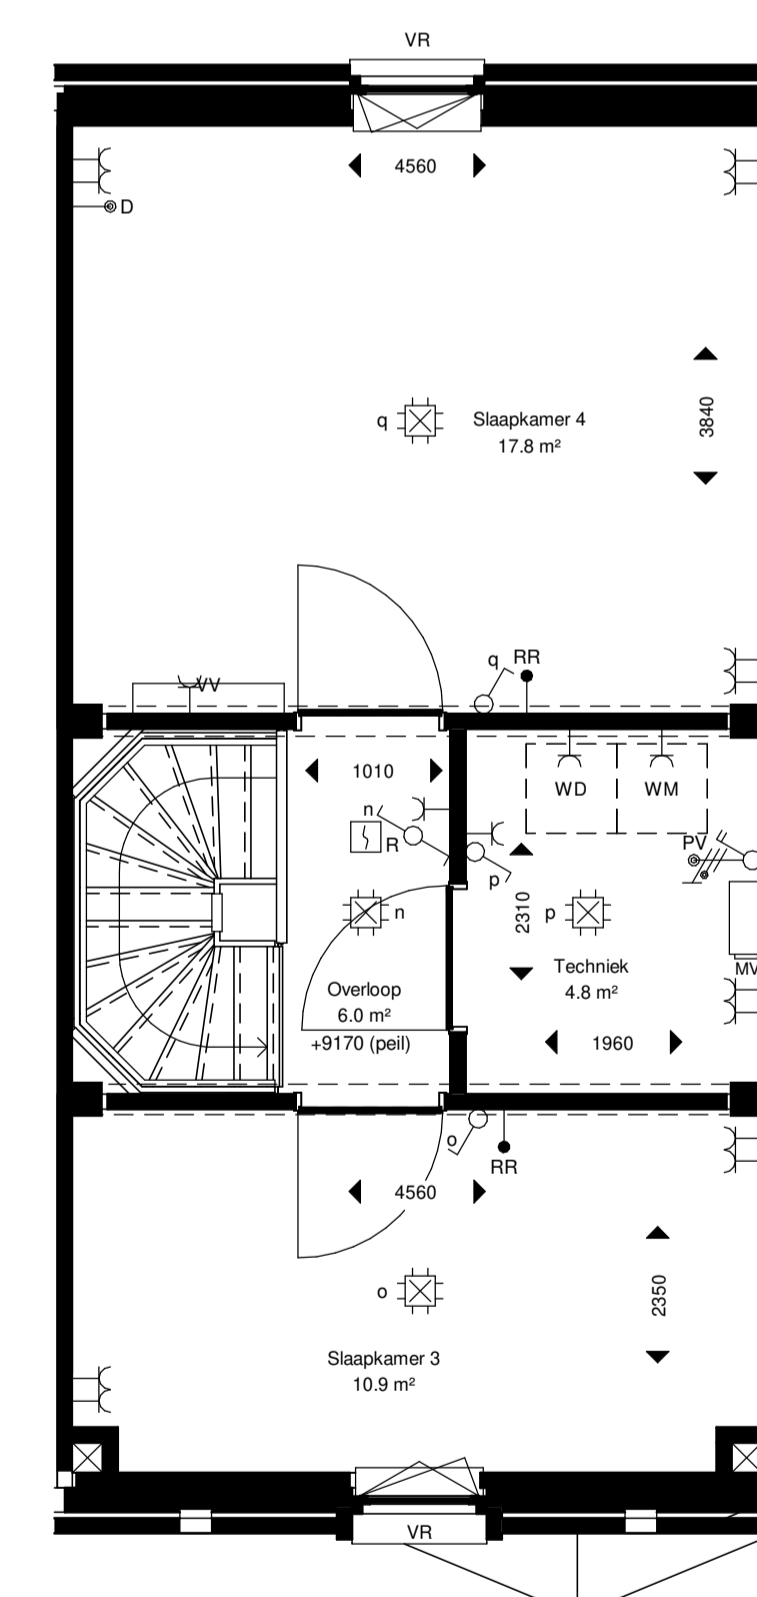 VR
4560
D
3840
q
Slaapkamer 4
17.8 m²
q
RR
VV
1010
WD
WM
n
R
PV
p
2310
n
p
MV
Techniek
4.8 m²
Overloop
6.0 m²
+9170 (peil)
1960
o
RR
4560
2350
o
Slaapkamer 3
10.9 m²
VR